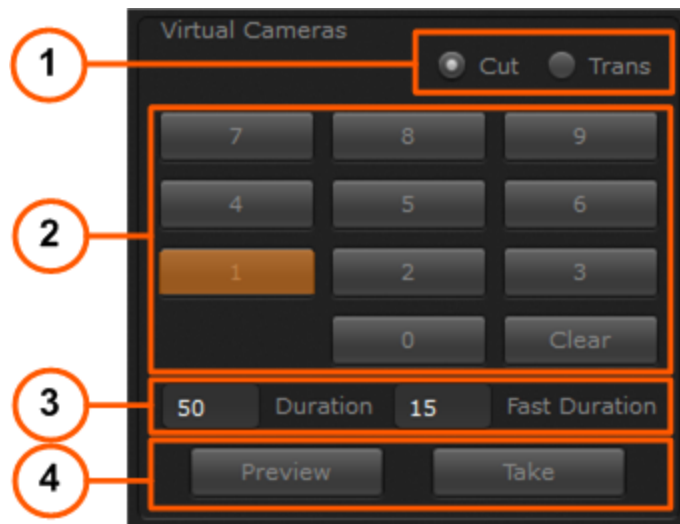 Virtual Cameras
1
Cut Trans
7 8 9
4 5 6
2
1 2 3
0 Clear
3
50 Duration 15 Fast Duration
4
Preview Take